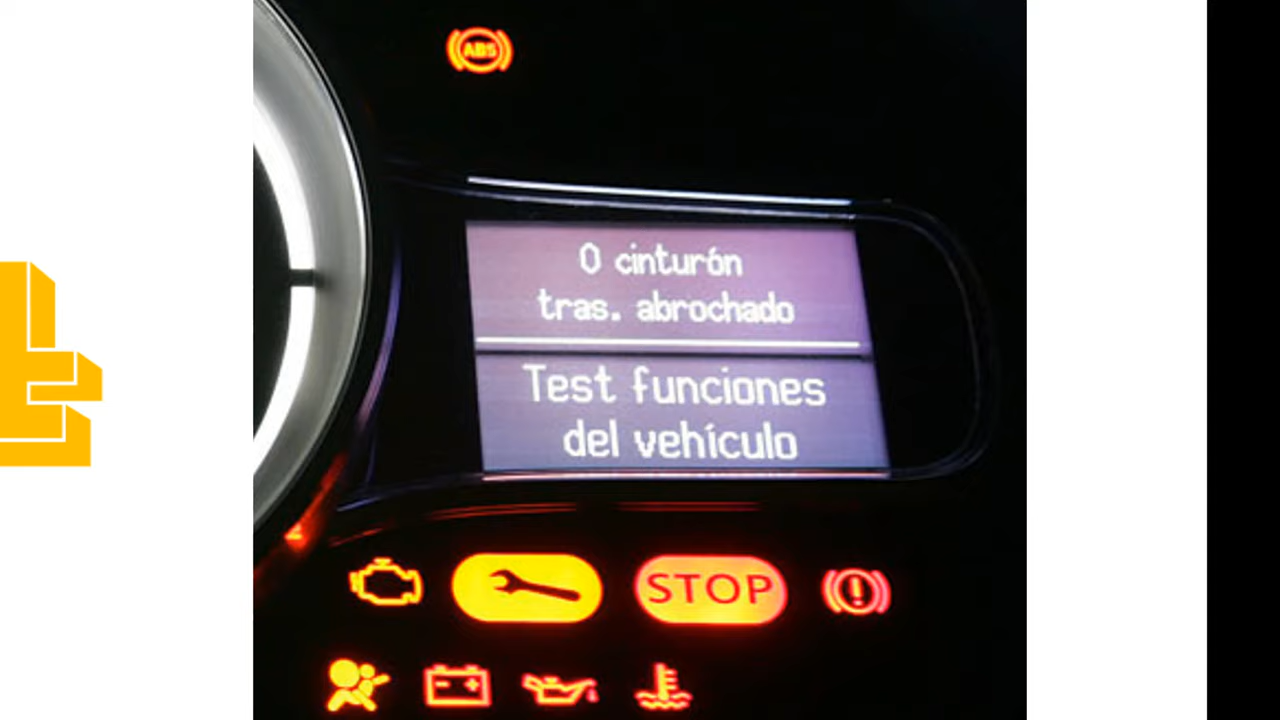 ABS
0 cinturón
tras. abrochado
Test funciones
del vehículo
STOP